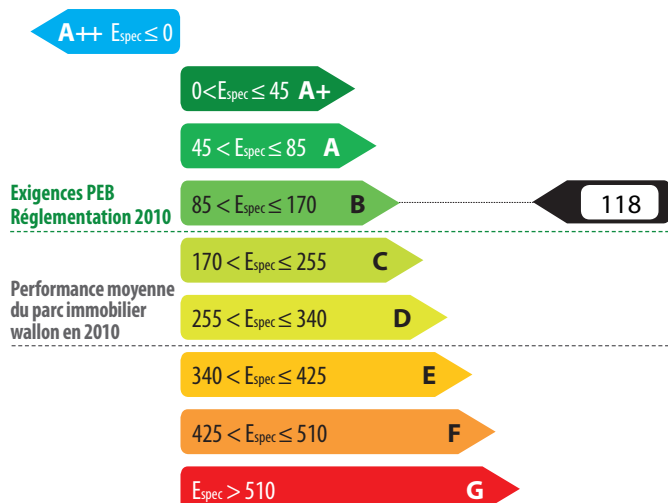 A++ Espec ≤ 0
0<Espec ≤ 45 A+
45 < Espec ≤ 85 A
Exigences PEB
Réglementation 2010
85 < Espec ≤ 170 B
118
170 < Espec ≤ 255 C
Performance moyenne
du parc immobilier
wallon en 2010
255 < Espec ≤ 340 D
340 < Espec ≤ 425 E
425 < Espec ≤ 510 F
Espec > 510 G